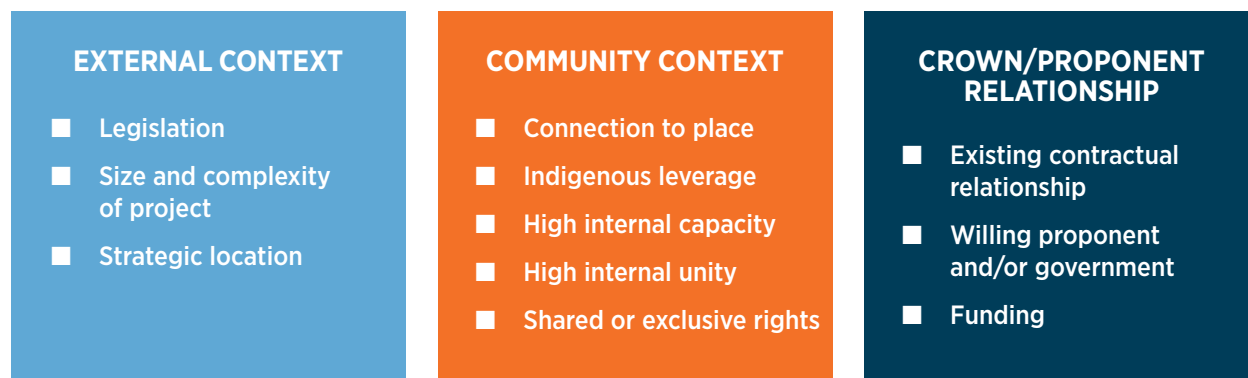 EXTERNAL CONTEXT
Legislation
Size and complexity
of project
Strategic location
COMMUNITY CONTEXT
Connection to place
Indigenous leverage
High internal capacity
High internal unity
Shared or exclusive rights
CROWN/PROPONENT
RELATIONSHIP
Existing contractual
relationship
Willing proponent
and/or government
Funding